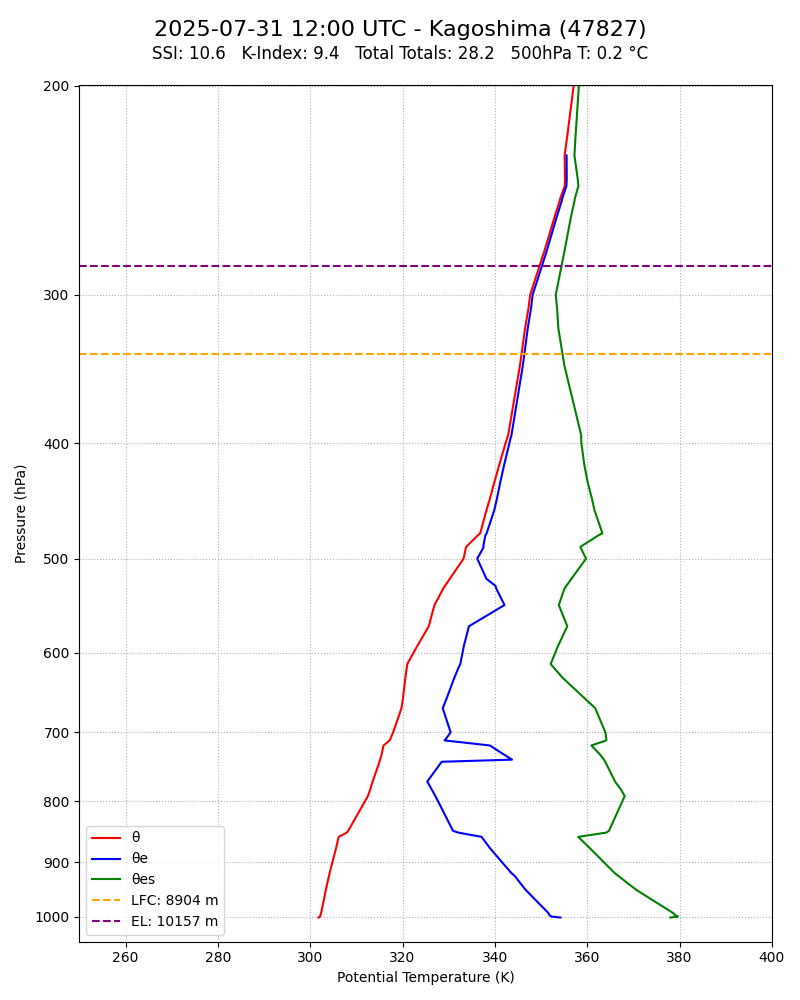 2025-07-31 12:00 UTC - Kagoshima (47827)
SSI: 10.6   K-Index: 9.4   Total Totals: 28.2   500hPa T: 0.2 °C
200
300
400
500
600
700
800
900
1000
Pressure (hPa)
θ
θe
θes
LFC: 8904 m
EL: 10157 m
260
280
300
320
340
360
380
400
Potential Temperature (K)